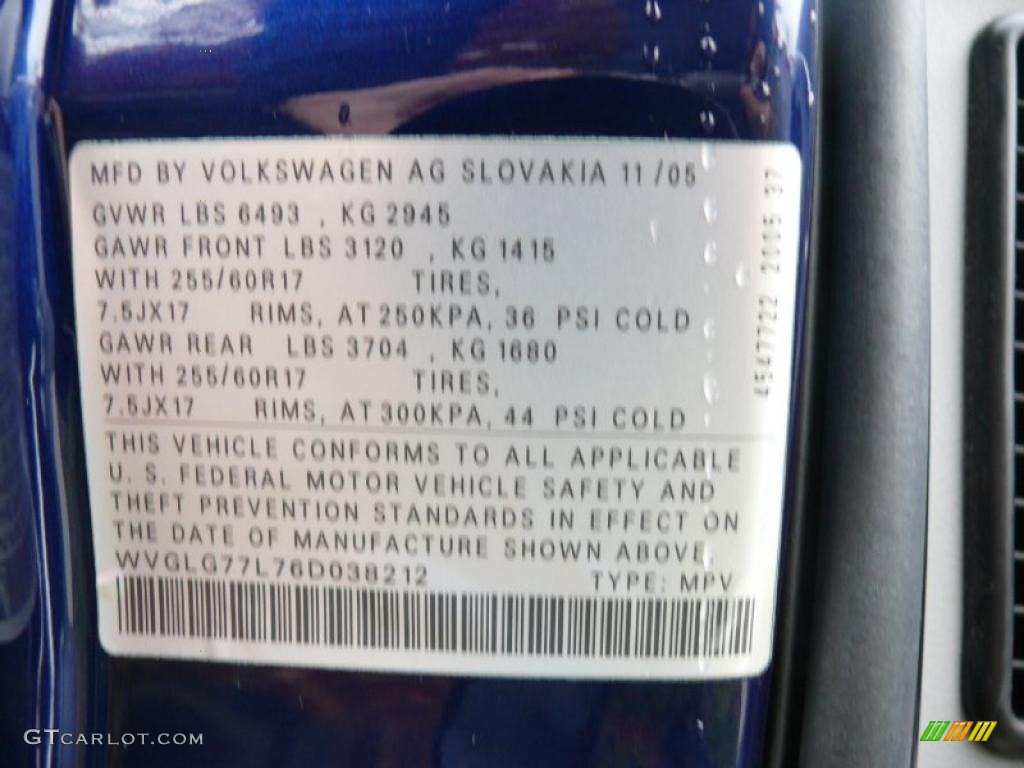 MFD BY VOLKSWAGEN AG SLOVAKIA 11 /05
GVWR LBS 6493 , KG 2945
GAWR FRONT LBS 3120 , KG 1415
WITH 255/60R17 TIRES,
7.5JX17 RIMS, AT 250KPA, 36 PSI COLD
GAWR REAR LBS 3704 , KG 1680
WITH 255/60R17 TIRES,
7.5JX17 RIMS, AT 300KPA, 44 PSI COLD
THIS VEHICLE CONFORMS TO ALL APPLICABLE
U. S. FEDERAL MOTOR VEHICLE SAFETY AND
THEFT PREVENTION STANDARDS IN EFFECT ON
THE DATE OF MANUFACTURE SHOWN ABOVE.
WVGLG77L76D038212 TYPE: MPV
4547722 2005 37
GTCARLOT.COM